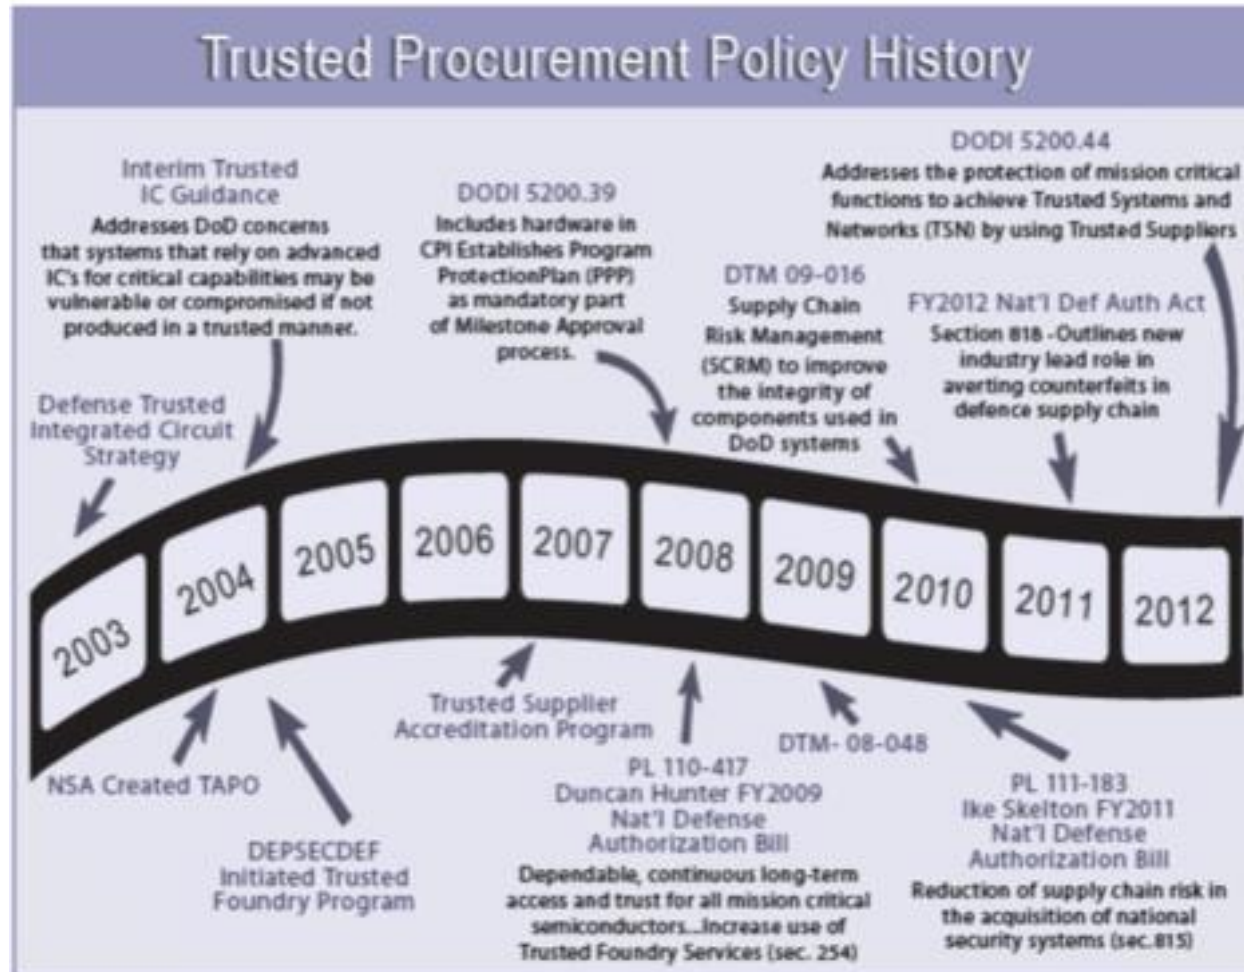 Trusted Procurement Policy History
Interim Trusted
IC Guidance
Addresses DoD concerns
that systems that rely on advanced
IC's for critical capabilities may be
vulnerable or compromised if not
produced in a trusted manner.
Defense Trusted
Integrated Circuit
Strategy
DODI 5200.39
Includes hardware in
CPI Establishes Program
ProtectionPlan (PPP)
as mandatory part
of Milestone Approval
process.
DTM 09-016
Supply Chain
Risk Management
(SCRM) to improve
the integrity of
components used in
DoD systems
DODI 5200.44
Addresses the protection of mission critical
functions to achieve Trusted Systems and
Networks (TSN) by using Trusted Suppliers
FY2012 Nat'l Def Auth Act
Section 818 -Outlines new
industry lead role in
averting counterfeits in
defence supply chain
2003
2004
2005
2006
2007
2008
2009
2010
2011
2012
NSA Created TAPO
DEPSECDEF
Initiated Trusted
Foundry Program
Trusted Supplier
Accreditation Program
PL 110-417
Duncan Hunter FY2009
Nat'l Defense
Authorization Bill
Dependable, continuous long-term
access and trust for all mission critical
semiconductors...Increase use of
Trusted Foundry Services (sec. 254)
DTM- 08-048
PL 111-183
Ike Skelton FY2011
Nat'l Defense
Authorization Bill
Reduction of supply chain risk in
the acquisition of national
security systems (sec.815)